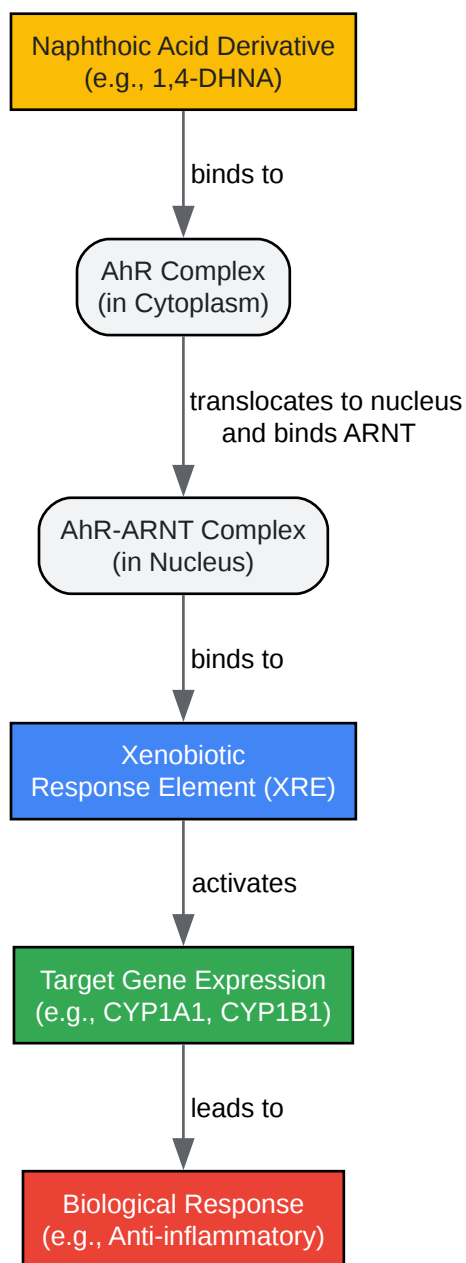 Naphthoic Acid Derivative
(e.g., 1,4-DHNA)
binds to
AhR Complex
(in Cytoplasm)
translocates to nucleus
and binds ARNT
AhR-ARNT Complex
(in Nucleus)
binds to
Xenobiotic
Response Element (XRE)
activates
Target Gene Expression
(e.g., CYP1A1, CYP1B1)
leads to
Biological Response
(e.g., Anti-inflammatory)